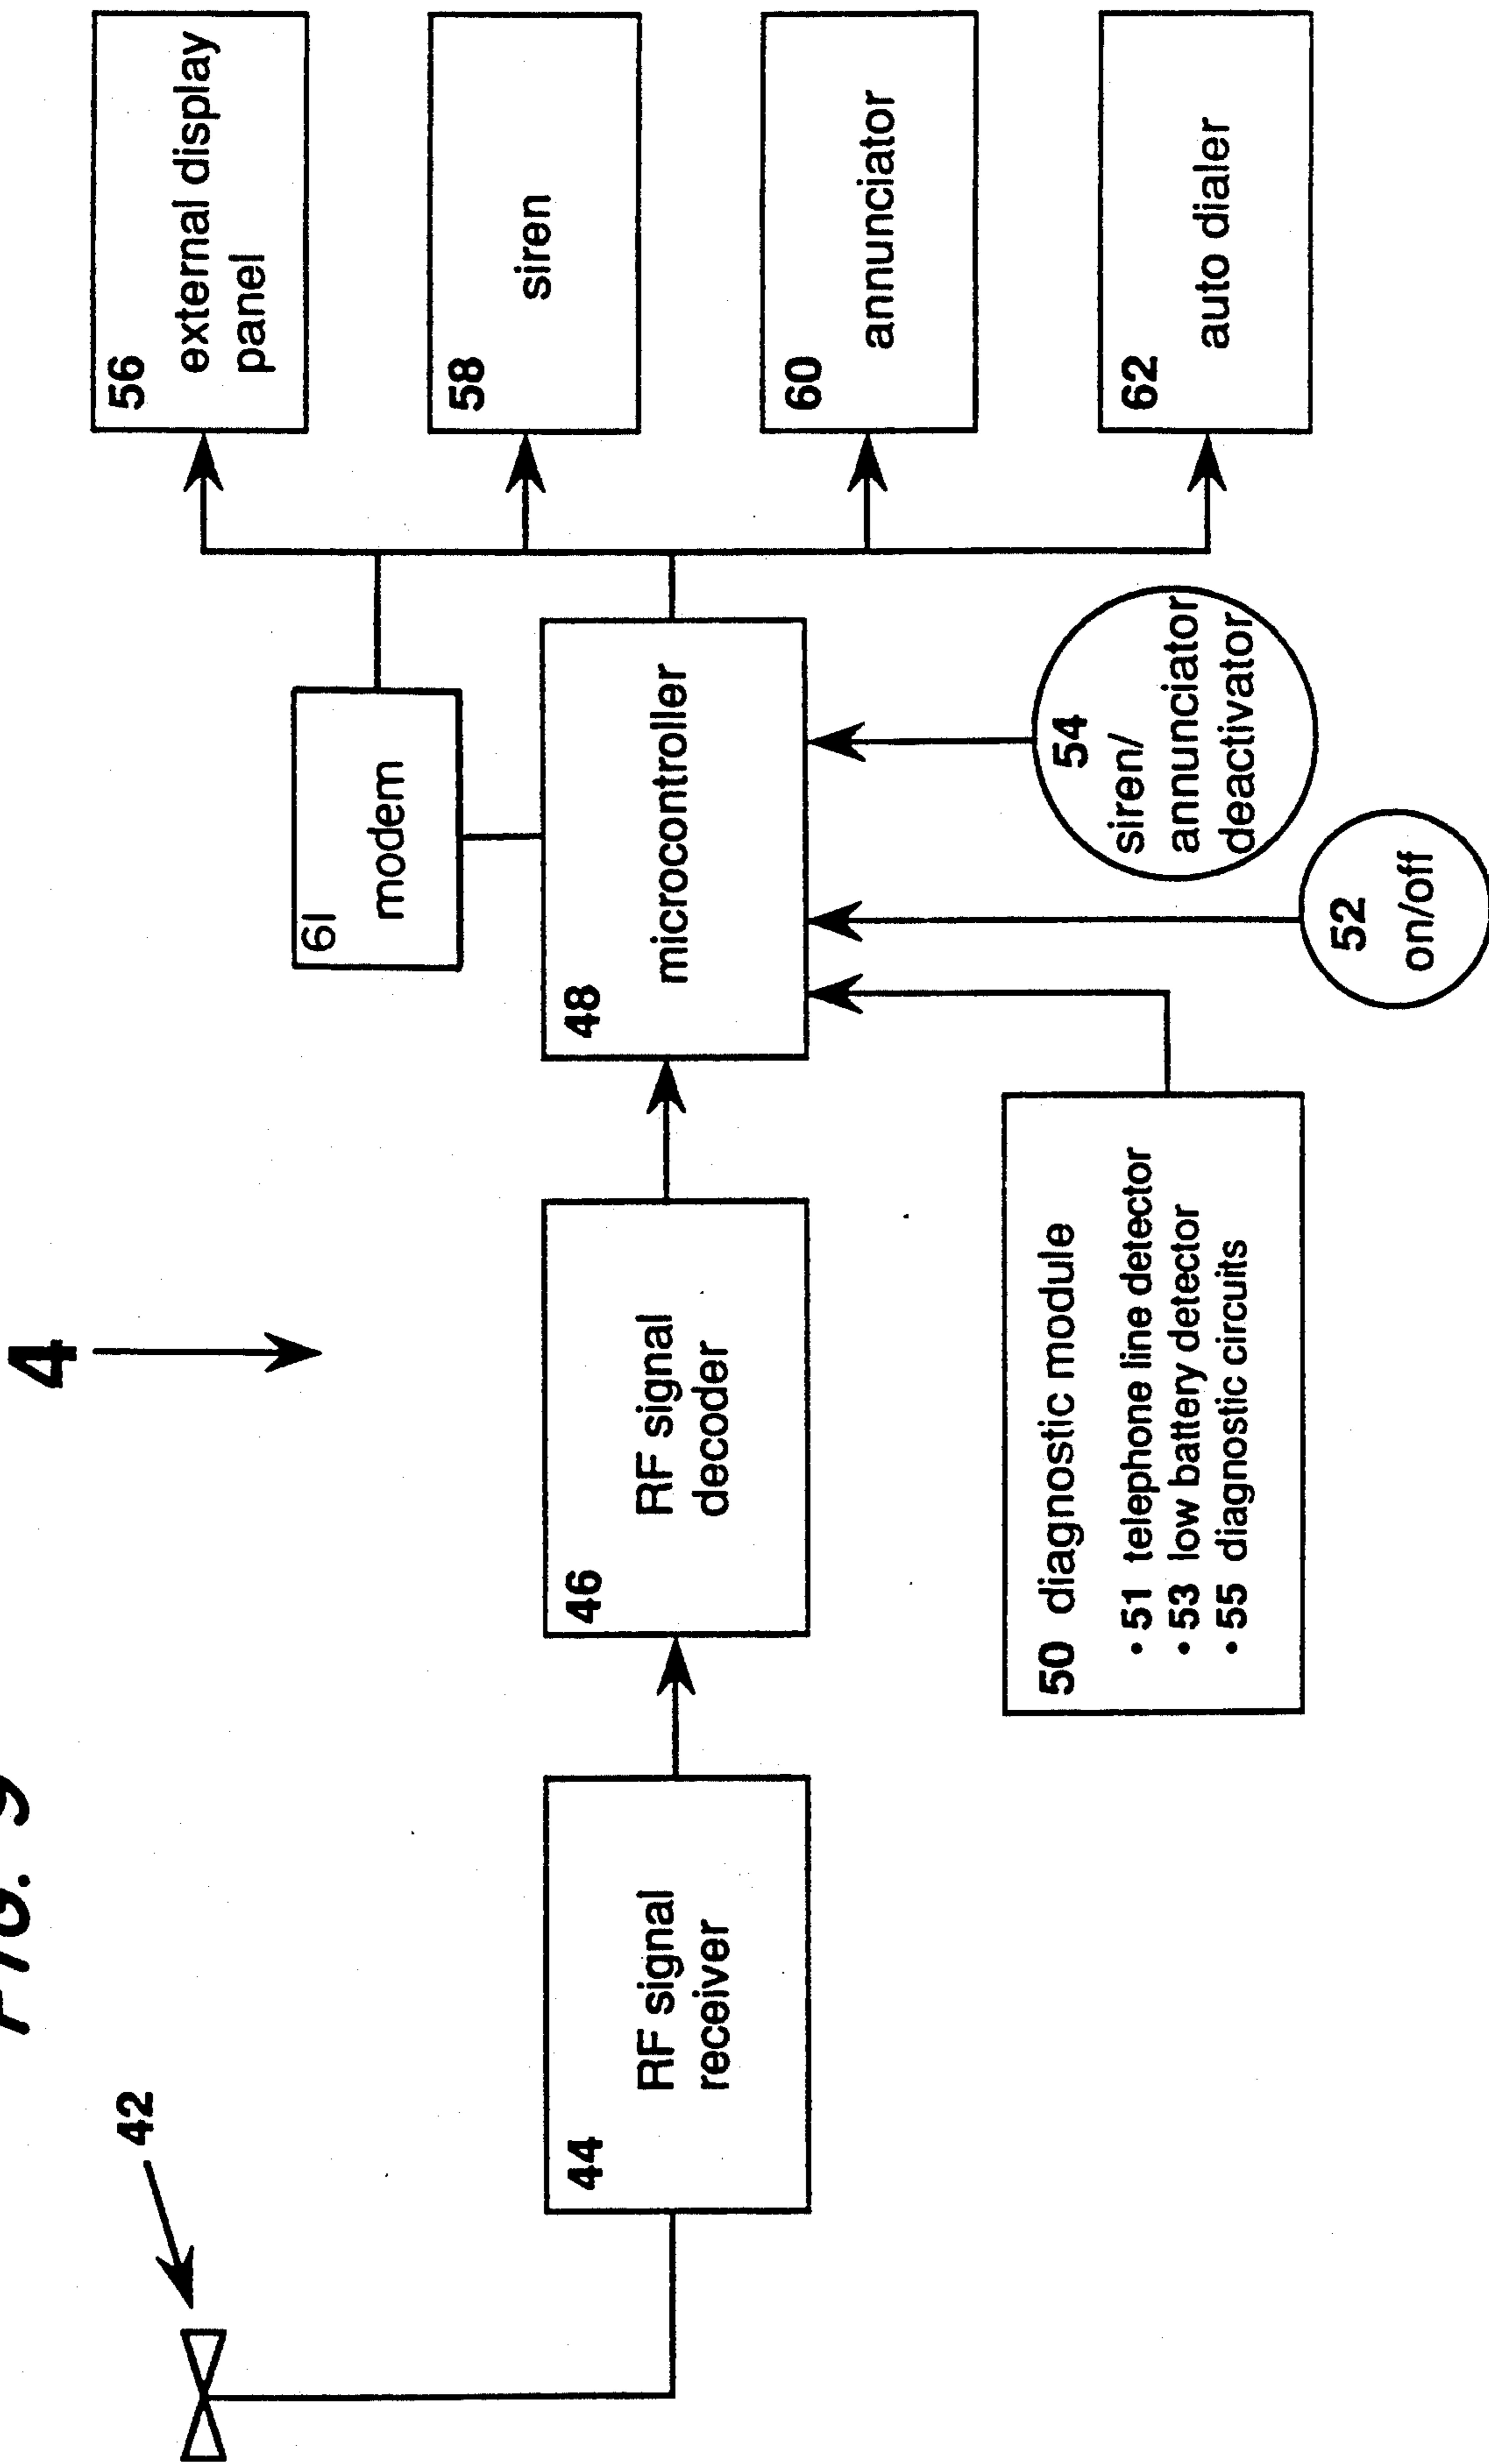 FIG.
4
42
44
RF signal
receiver
46
RF signal
decoder
48
microcontroller
61
modem
50 diagnostic module
• 51 telephone line detector
• 53 low battery detector
• 55 diagnostic circuits
52
on/off
54
siren/
annunciator
deactivator
56
external display
panel
58
siren
60
annunciator
62
auto dialer